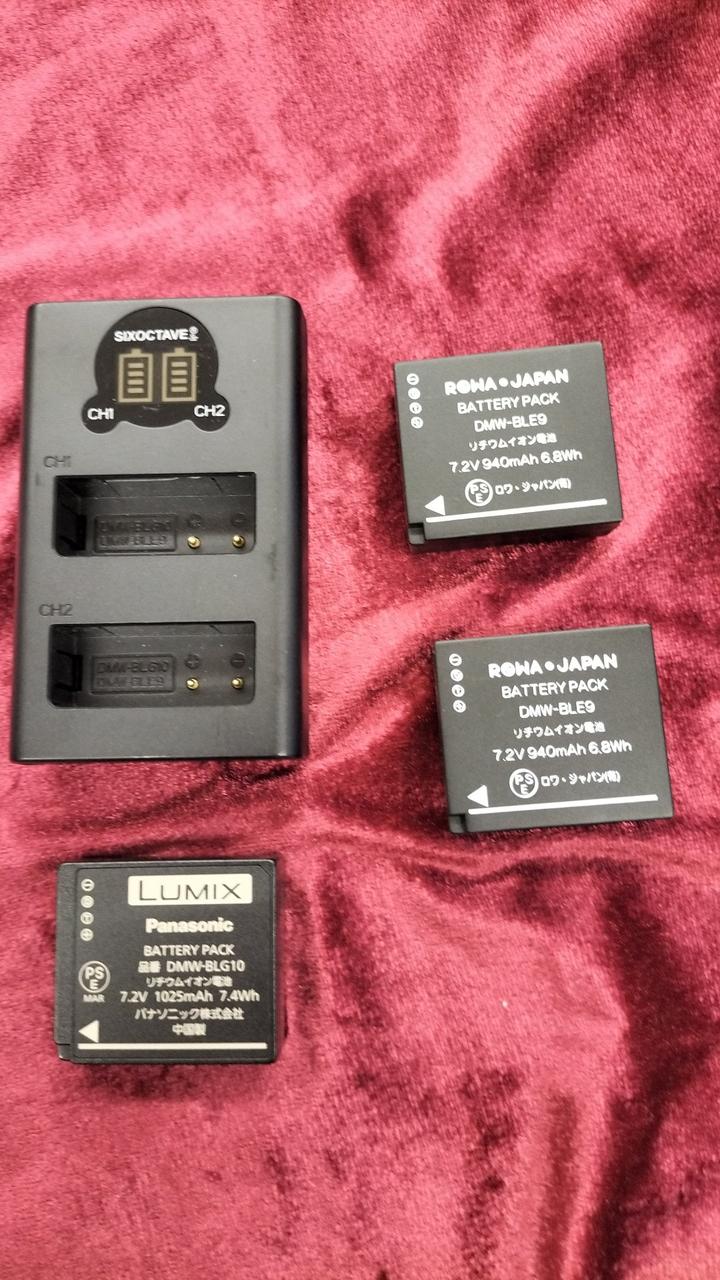 SIXOCTAVE
CH1
CH2
CH1
DMW-BLG10
DMW-BLE9
+ -
CH2
DMW-BLG10
DMW-BLE9
+ -
ROWA JAPAN
BATTERY PACK
DMW-BLE9
リチウムイオン電池
7.2V 940mAh 6.8Wh
PSE ロワ・ジャパン(有)
ROWA JAPAN
BATTERY PACK
DMW-BLE9
リチウムイオン電池
7.2V 940mAh 6.8Wh
PSE ロワ・ジャパン(有)
LUMIX
Panasonic
BATTERY PACK
品番 DMW-BLG10
リチウムイオン電池
PSE
MAR
7.2V 1025mAh 7.4Wh
パナソニック株式会社
中国製